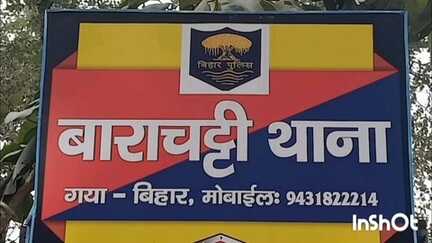 बिहार पुलिस
बाराचट्टी थाना
गया - बिहार, मोबाईलः 9431822214
InShOt